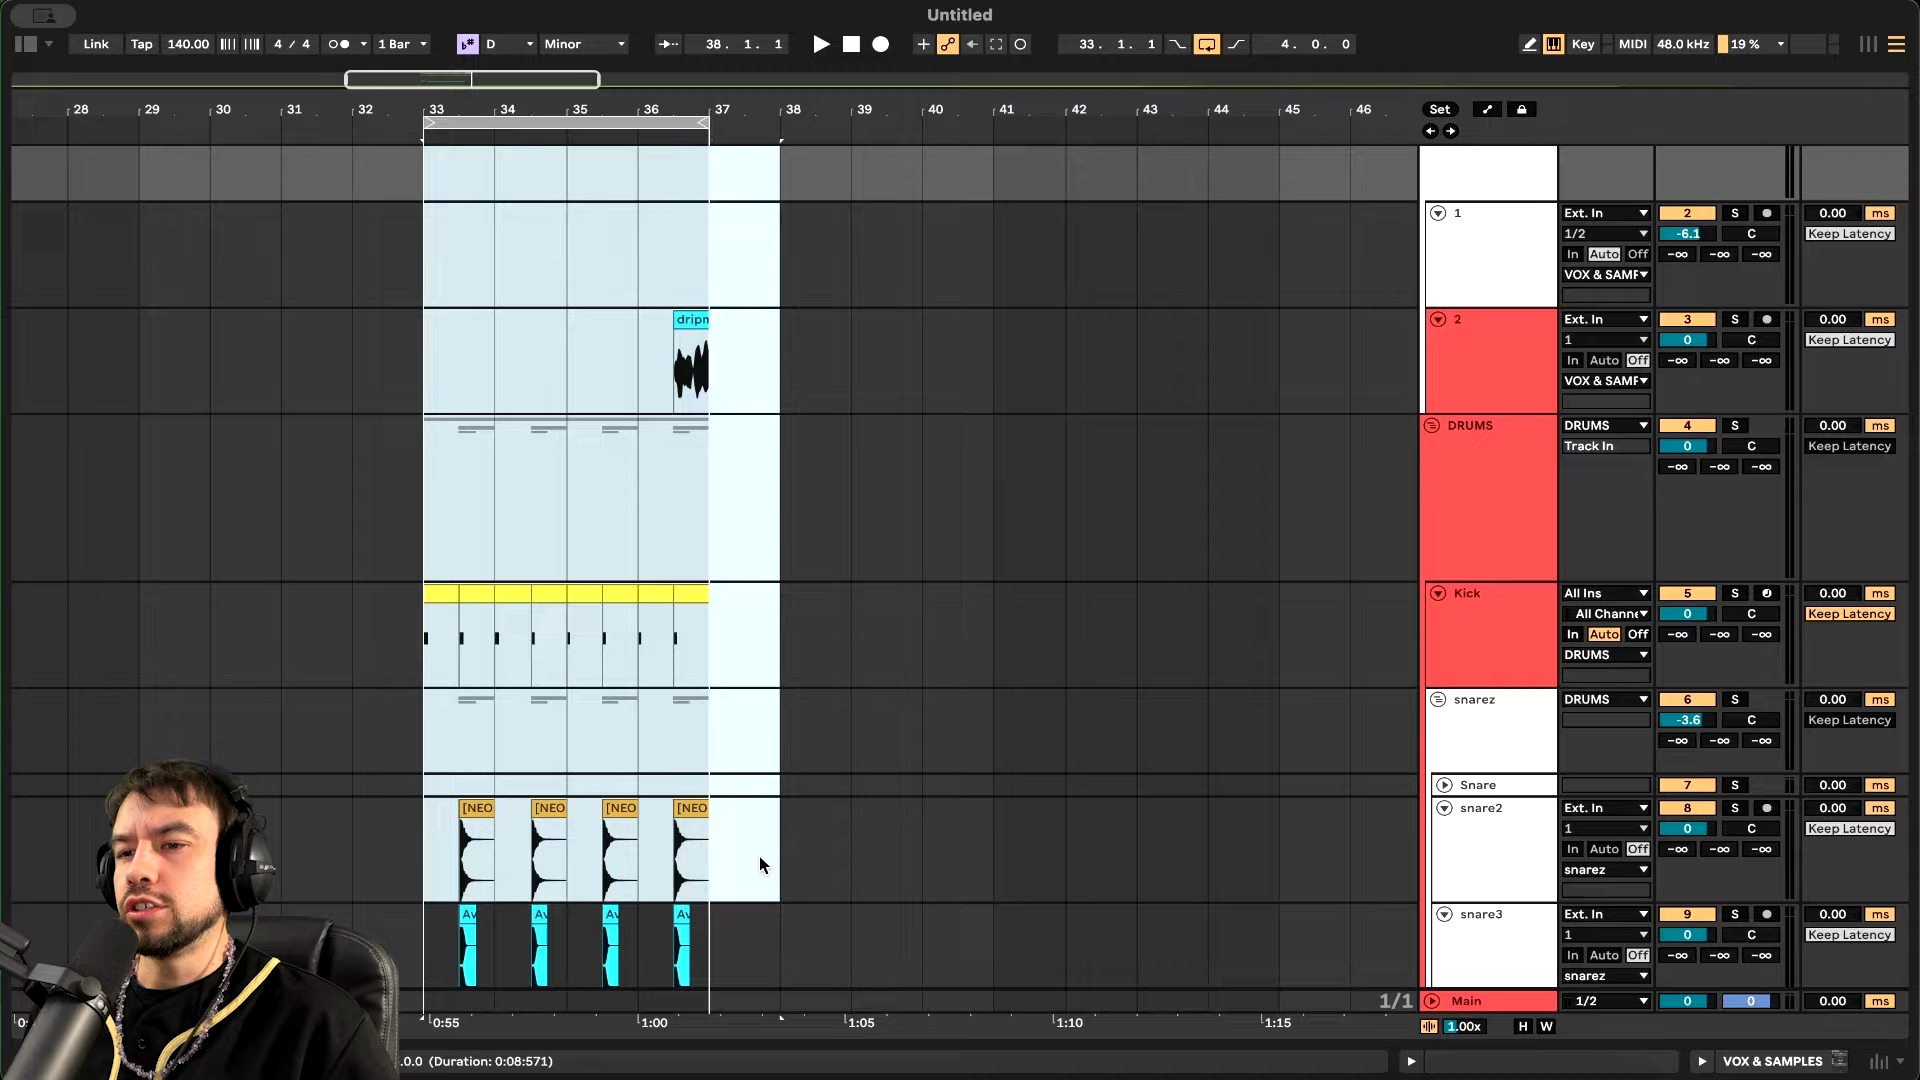 Untitled
Link Tap 140.00 4 / 4 1 Bar D Minor 38. 1. 1 33. 1. 1 4. 0. 0 Key MIDI 48.0 kHz 19 %
28 29 30 31 32 33 34 35 36 37 38 39 40 41 42 43 44 45 46 Set
1 Ext. In 2 S 0.00 ms
1/2 -6.1 C Keep Latency
In Auto Off -∞ -∞ -∞
VOX & SAMP
dripm 2 Ext. In 3 S 0.00 ms
1 0 C Keep Latency
In Auto Off -∞ -∞ -∞
VOX & SAMP
DRUMS DRUMS 4 S 0.00 ms
Track In 0 C Keep Latency
-∞ -∞ -∞
Kick All Ins 5 S 0.00 ms
All Channe 0 C Keep Latency
In Auto Off -∞ -∞ -∞
DRUMS
snarez DRUMS 6 S 0.00 ms
-3.6 C Keep Latency
-∞ -∞ -∞
Snare 7 S 0.00 ms
[NEO [NEO [NEO [NEO snare2 Ext. In 8 S 0.00 ms
1 0 C Keep Latency
In Auto Off -∞ -∞ -∞
snarez
Av Av Av Av snare3 Ext. In 9 S 0.00 ms
1 0 C Keep Latency
In Auto Off -∞ -∞ -∞
snarez
1/1 Main 1/2 0 0 0.00 ms
0: 0:55 1:00 1:05 1:10 1:15 1.00x H W
.0.0 (Duration: 0:08:571) VOX & SAMPLES